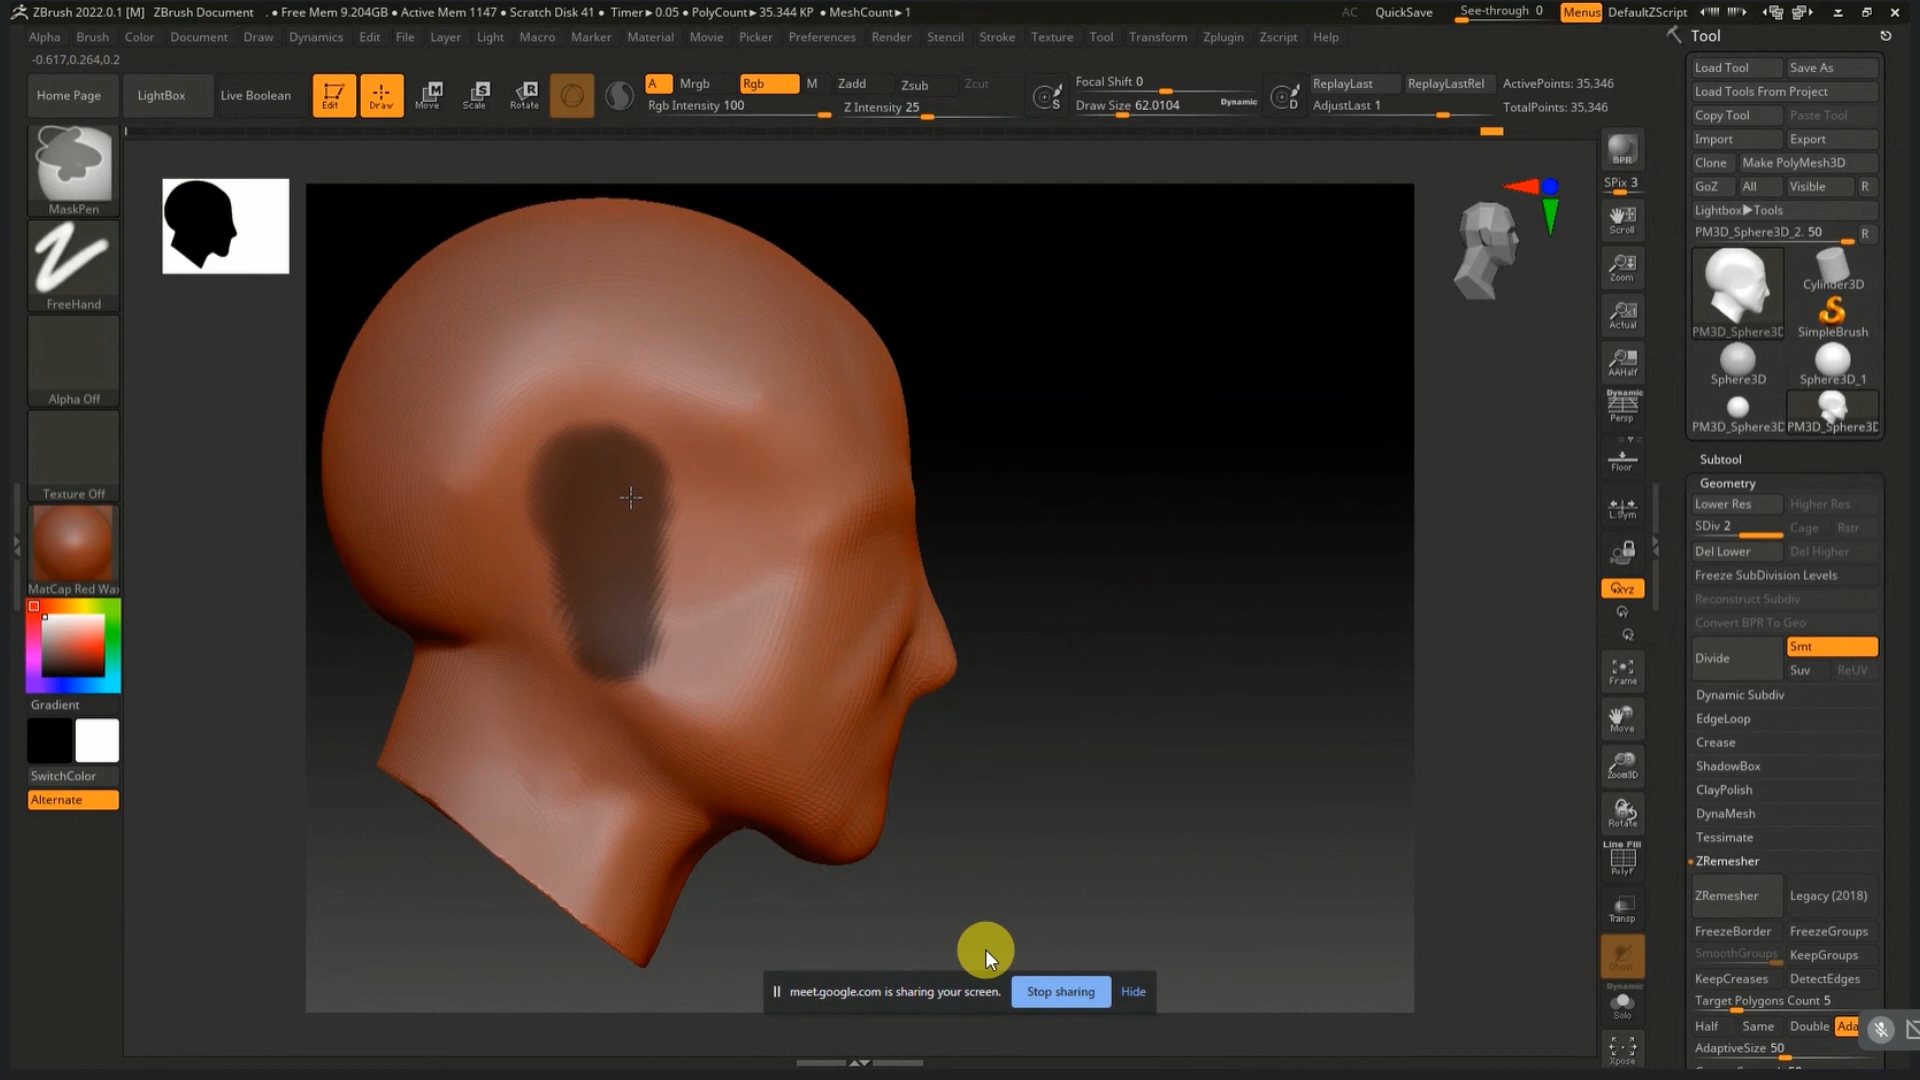 ZBrush 2022.0.1 [M] ZBrush Document . • Free Mem 9.204GB • Active Mem 1147 • Scratch Disk 41 • Timer▶0.05 • PolyCount▶35.344 KP • MeshCount▶1 AC QuickSave See-through 0 Menus DefaultZScript
Alpha Brush Color Document Draw Dynamics Edit File Layer Light Macro Marker Material Movie Picker Preferences Render Stencil Stroke Texture Tool Transform Zplugin Zscript Help
-0.617,0.264,0.2
Home Page LightBox Live Boolean Edit Draw Move Scale Rotate
A Mrgb Rgb M Zadd Zsub Zcut
Rgb Intensity 100 Z Intensity 25
Focal Shift 0
Draw Size 62.0104 Dynamic
ReplayLast ReplayLastRel
AdjustLast 1
ActivePoints: 35,346
TotalPoints: 35,346
MaskPen
FreeHand
Alpha Off
Texture Off
MatCap Red Wax
Gradient
SwitchColor
Alternate
BPR
SPix 3
Scroll
Zoom
Actual
AAHalf
Dynamic
Persp
Floor
L.Sym
XYZ
Frame
Move
Zoom3D
Rotate
Line Fill
PolyF
Transp
Ghost
Dynamic
Solo
Xpose
Tool
Load Tool Save As
Load Tools From Project
Copy Tool Paste Tool
Import Export
Clone Make PolyMesh3D
GoZ All Visible R
Lightbox▶Tools
PM3D_Sphere3D_2. 50 R
PM3D_Sphere3D
Cylinder3D
SimpleBrush
Sphere3D Sphere3D_1
PM3D_Sphere3D PM3D_Sphere3D
Subtool
Geometry
Lower Res Higher Res
SDiv 2 Cage Rstr
Del Lower Del Higher
Freeze SubDivision Levels
Reconstruct Subdiv
Convert BPR To Geo
Divide Smt
Suv ReUV
Dynamic Subdiv
EdgeLoop
Crease
ShadowBox
ClayPolish
DynaMesh
Tessimate
ZRemesher
ZRemesher Legacy (2018)
FreezeBorder FreezeGroups
SmoothGroups KeepGroups
KeepCreases DetectEdges
Target Polygons Count 5
Half Same Double Ada
AdaptiveSize 50
meet.google.com is sharing your screen. Stop sharing Hide